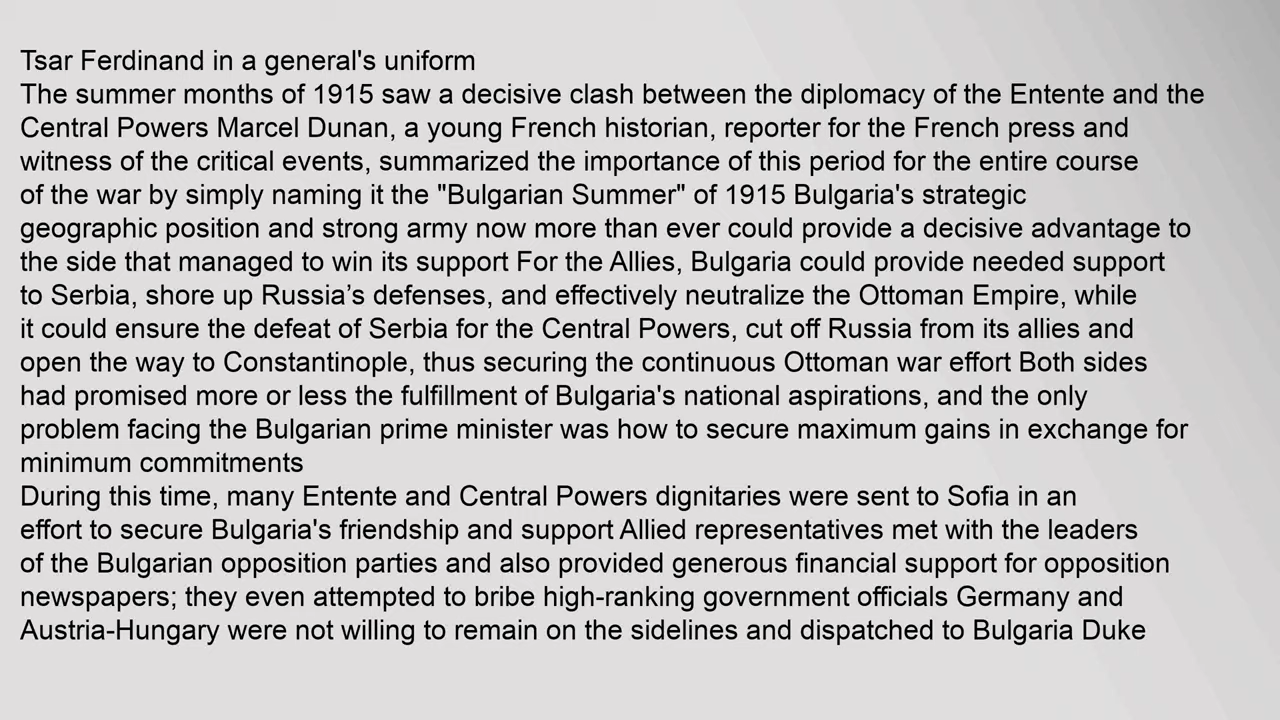 Tsar Ferdinand in a general's uniform
The summer months of 1915 saw a decisive clash between the diplomacy of the Entente and the
Central Powers Marcel Dunan, a young French historian, reporter for the French press and
witness of the critical events, summarized the importance of this period for the entire course
of the war by simply naming it the "Bulgarian Summer" of 1915 Bulgaria's strategic
geographic position and strong army now more than ever could provide a decisive advantage to
the side that managed to win its support For the Allies, Bulgaria could provide needed support
to Serbia, shore up Russia’s defenses, and effectively neutralize the Ottoman Empire, while
it could ensure the defeat of Serbia for the Central Powers, cut off Russia from its allies and
open the way to Constantinople, thus securing the continuous Ottoman war effort Both sides
had promised more or less the fulfillment of Bulgaria's national aspirations, and the only
problem facing the Bulgarian prime minister was how to secure maximum gains in exchange for
minimum commitments
During this time, many Entente and Central Powers dignitaries were sent to Sofia in an
effort to secure Bulgaria's friendship and support Allied representatives met with the leaders
of the Bulgarian opposition parties and also provided generous financial support for opposition
newspapers; they even attempted to bribe high-ranking government officials Germany and
Austria-Hungary were not willing to remain on the sidelines and dispatched to Bulgaria Duke